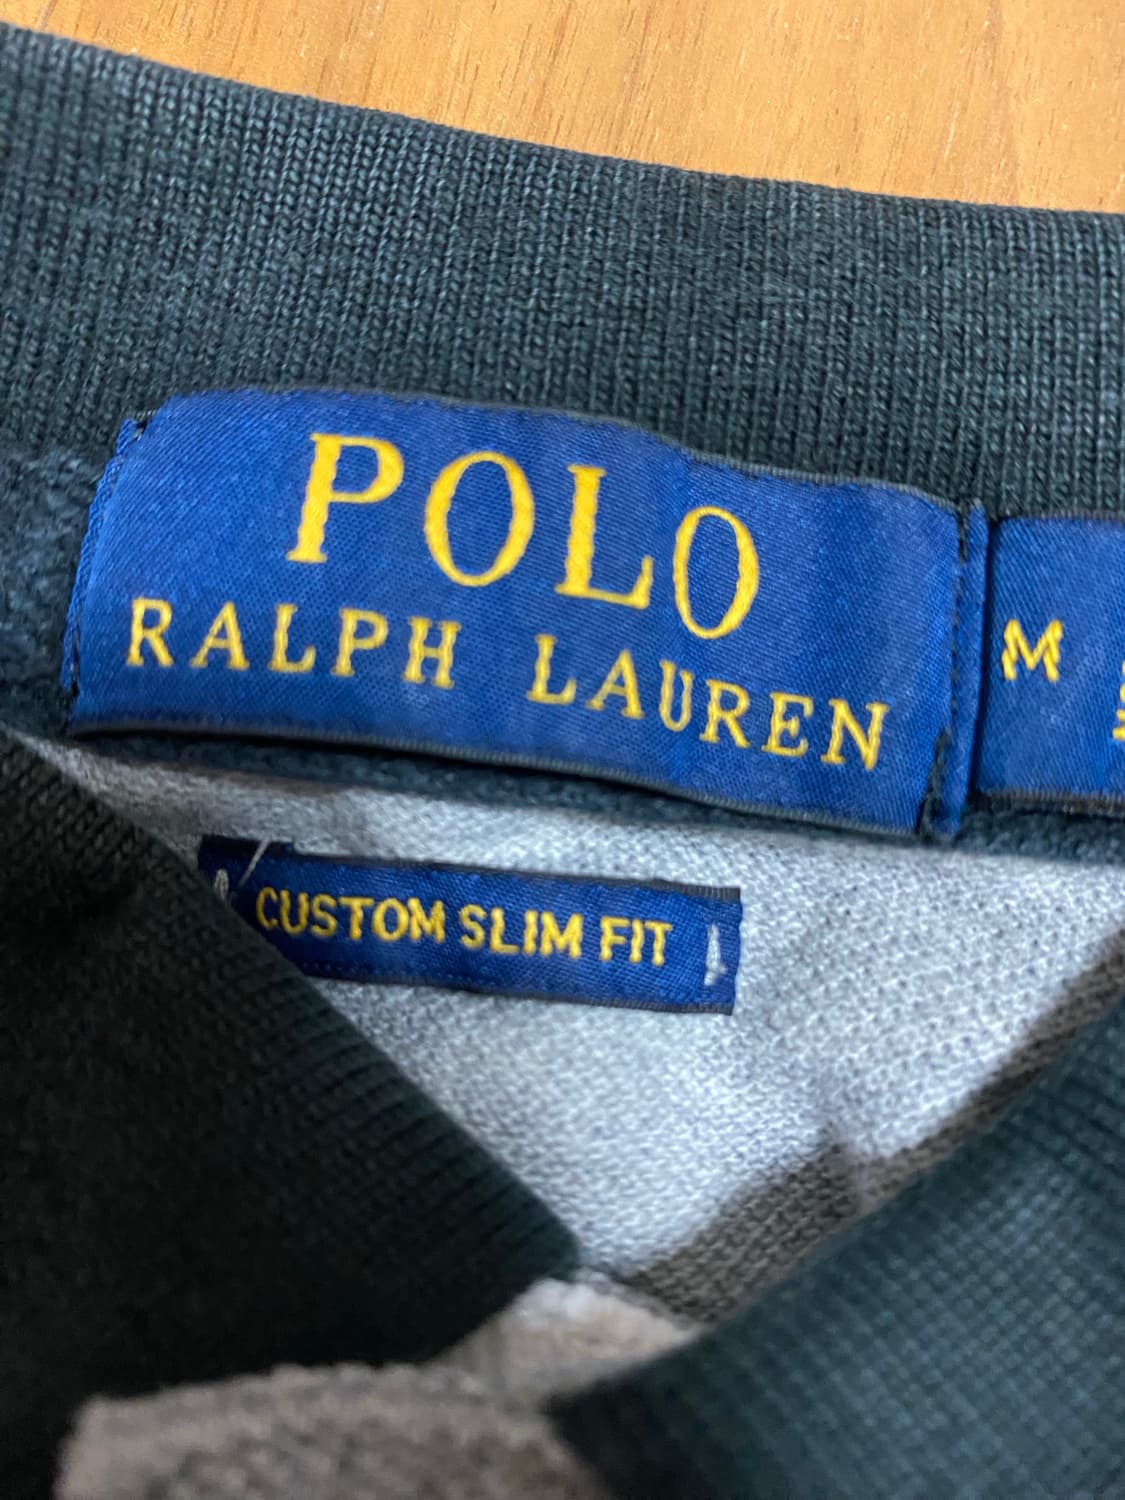 POLO
RALPH LAUREN
M
CUSTOM SLIM FIT